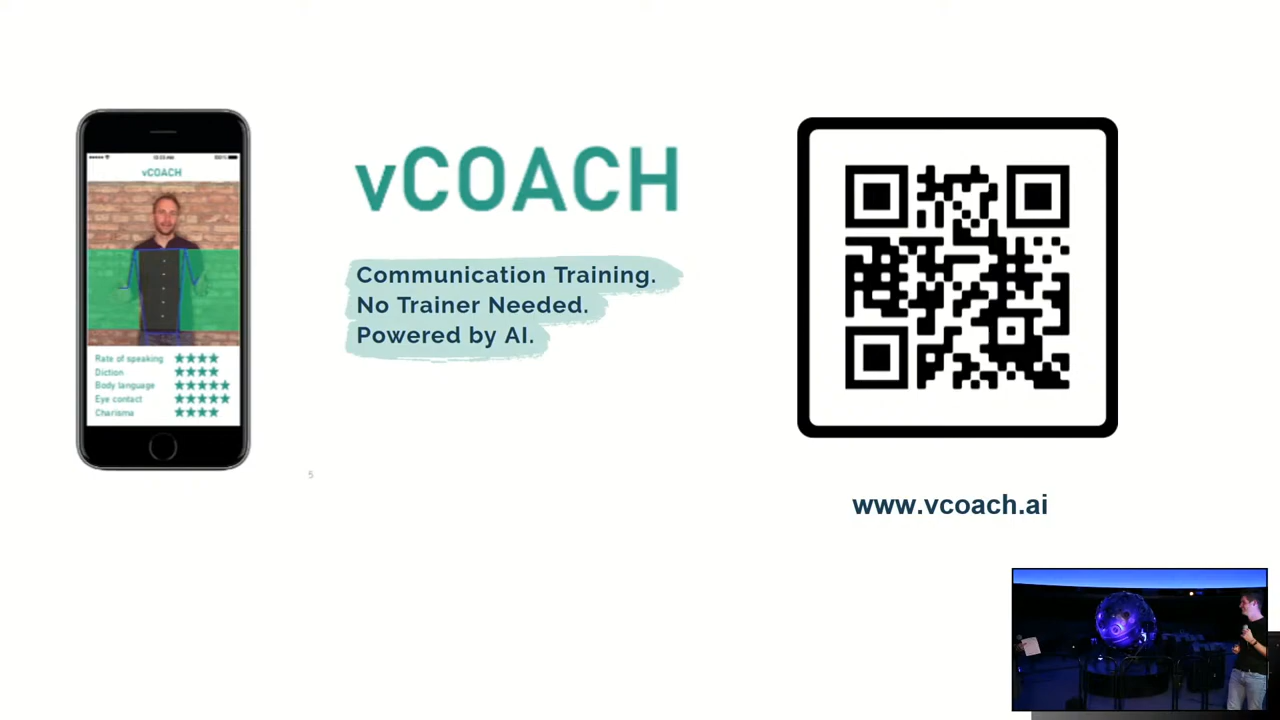 vCOACH
Rate of speaking
Diction
Body language
Eye contact
Charisma
vCOACH
Communication Training.
No Trainer Needed.
Powered by AI.
5
www.vcoach.ai